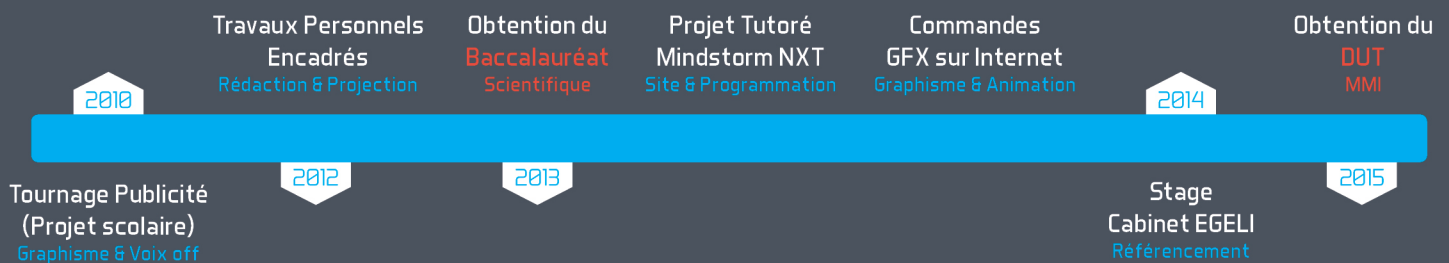 2010
Tournage Publicité
(Projet scolaire)
Graphisme & Voix off
Travaux Personnels
Encadrés
Rédaction & Projection
2012
Obtention du
Baccalauréat
Scientifique
2013
Projet Tutoré
Mindstorm NXT
Site & Programmation
Commandes
GFX sur Internet
Graphisme & Animation
2014
Stage
Cabinet EGELI
Référencement
Obtention du
DUT
MMI
2015